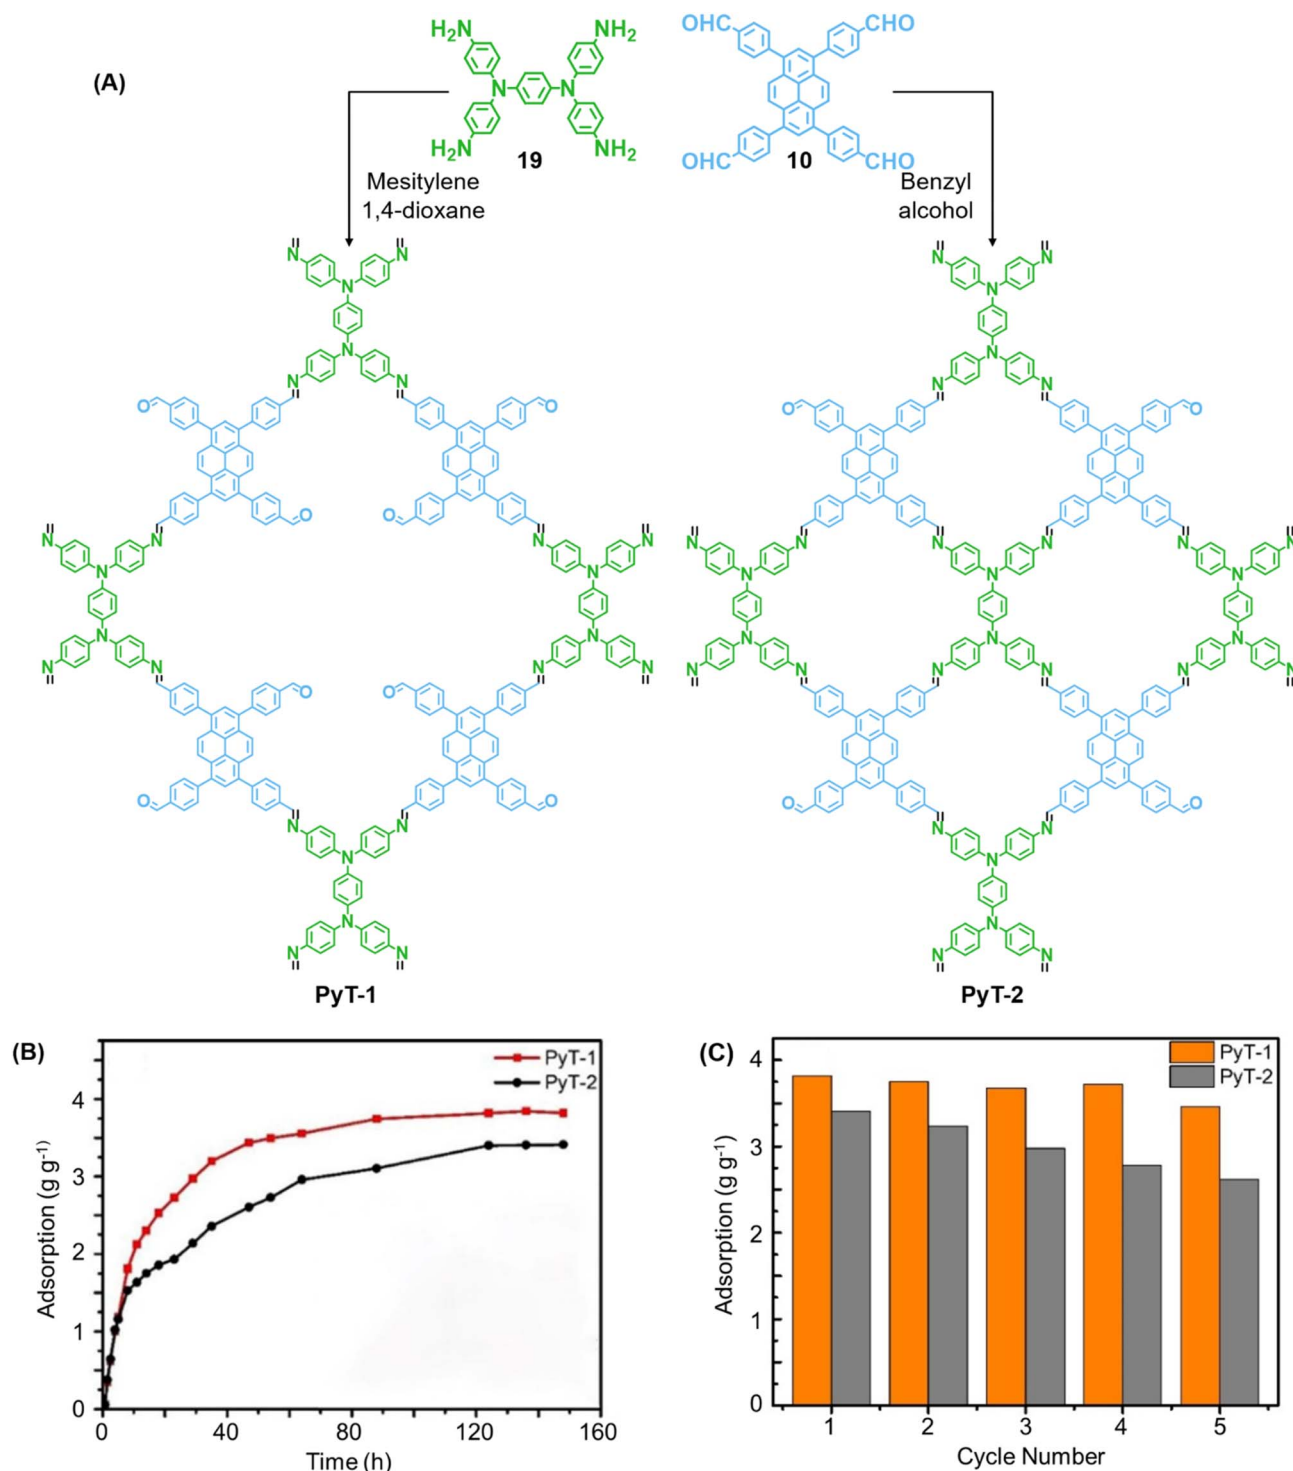 (A)
H₂N NH₂ OHC CHO
N N
H₂N NH₂ OHC CHO
19 10
Mesitylene
1,4-dioxane
Benzyl
alcohol
N N N N
N N
N N
N N N N
O O O O
O O
N N N N N N N N N N
N N N N N
N N N N N
N N N N N N N N N N
O O
O O O O
N N N N
N N
N N
N N N N
PyT-1 PyT-2
(B)
PyT-1
PyT-2
Adsorption (g g⁻¹)
4
3
2
1
0
0 40 80 120 160
Time (h)
(C)
PyT-1
PyT-2
Adsorption (g g⁻¹)
4
3
2
1
0
1 2 3 4 5
Cycle Number